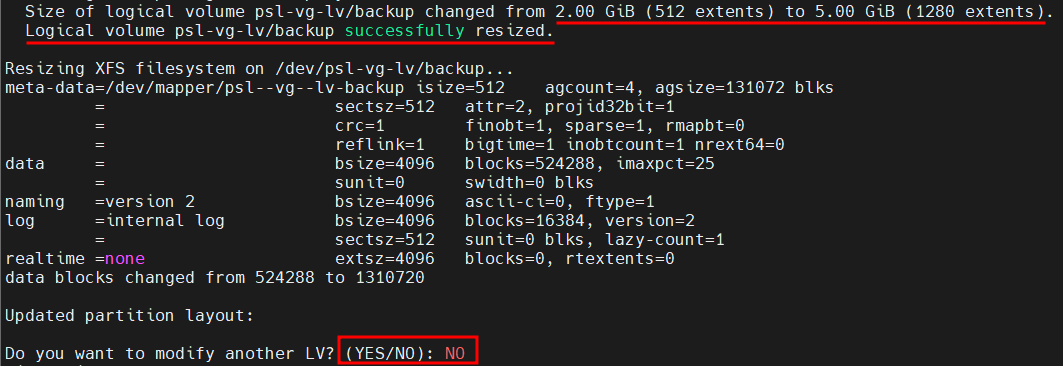 Size of logical volume psl-vg-lv/backup changed from 2.00 GiB (512 extents) to 5.00 GiB (1280 extents).
Logical volume psl-vg-lv/backup successfully resized.
Resizing XFS filesystem on /dev/psl-vg-lv/backup...
meta-data=/dev/mapper/psl--vg--lv-backup isize=512    agcount=4, agsize=131072 blks
         =                       sectsz=512   attr=2, projid32bit=1
         =                       crc=1        finobt=1, sparse=1, rmapbt=0
         =                       reflink=1    bigtime=1 inobtcount=1 nrext64=0
data     =                       bsize=4096   blocks=524288, imaxpct=25
         =                       sunit=0      swidth=0 blks
naming   =version 2              bsize=4096   ascii-ci=0, ftype=1
log      =internal log           bsize=4096   blocks=16384, version=2
         =                       sectsz=512   sunit=0 blks, lazy-count=1
realtime =none                   extsz=4096   blocks=0, rtextents=0
data blocks changed from 524288 to 1310720
Updated partition layout:
Do you want to modify another LV? (YES/NO): NO